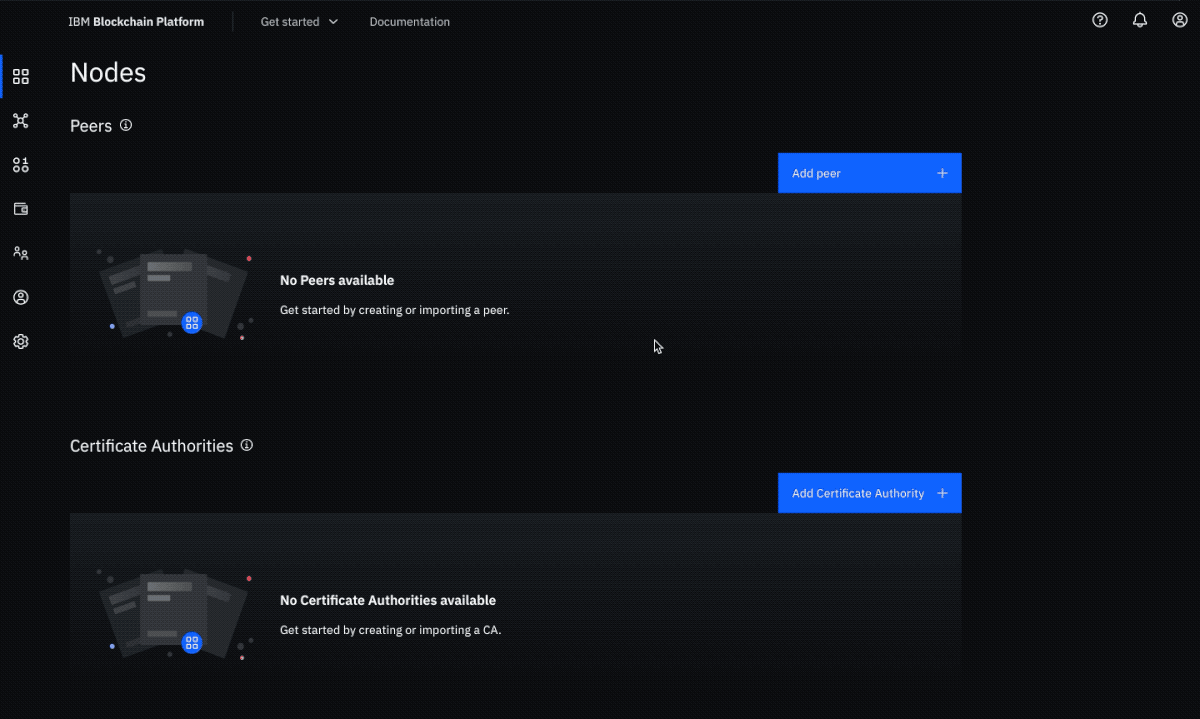 IBM Blockchain Platform
Get started
Documentation
Nodes
Peers
Add peer
No Peers available
Get started by creating or importing a peer.
Certificate Authorities
Add Certificate Authority
No Certificate Authorities available
Get started by creating or importing a CA.